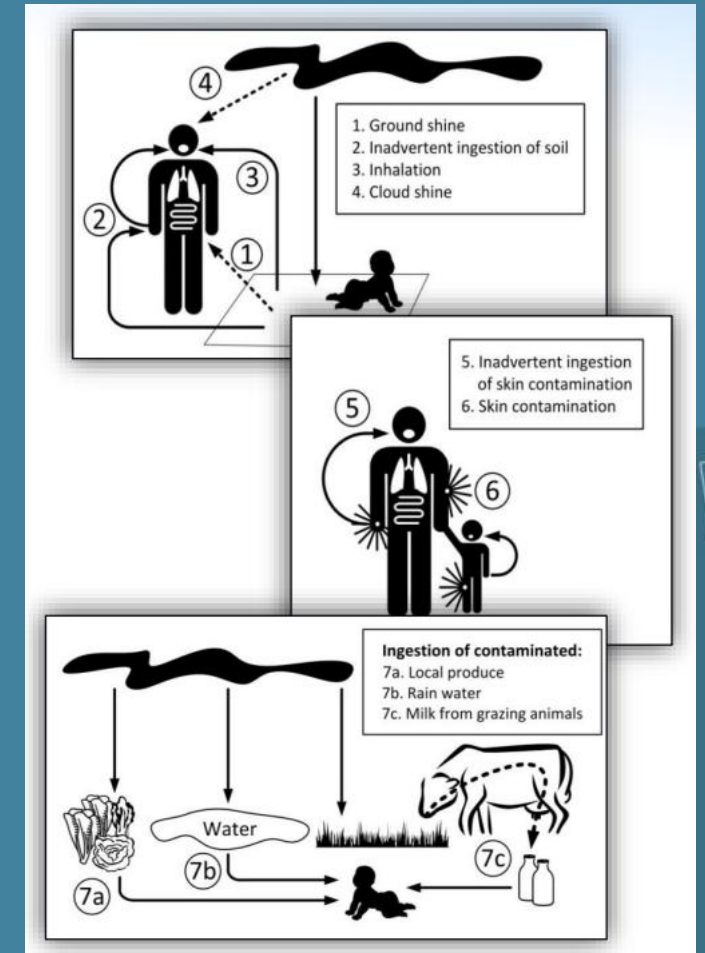 4
1. Ground shine
2. Inadvertent ingestion of soil
3. Inhalation
4. Cloud shine
3
2
1
5. Inadvertent ingestion
of skin contamination
6. Skin contamination
5
6
Ingestion of contaminated:
7a. Local produce
7b. Rain water
7c. Milk from grazing animals
Water
7a
7b
7c